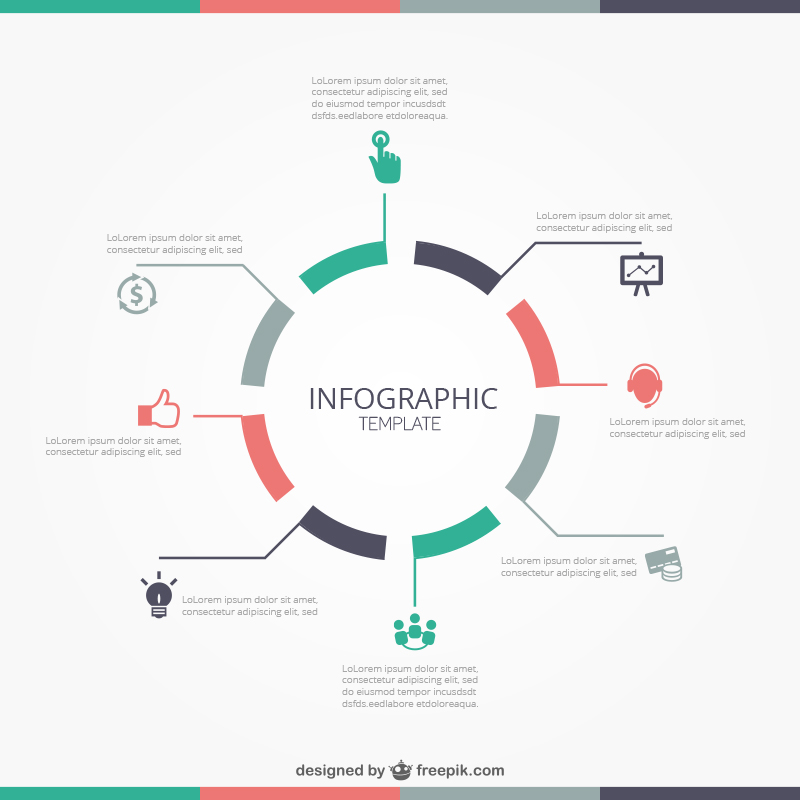 LoLorem ipsum dolor sit amet,
consectetur adipiscing elit, sed
do eiusmod tempor incusdsdt
dsfds.eedlabore etdoloreaqua.
LoLorem ipsum dolor sit amet,
consectetur adipiscing elit, sed
LoLorem ipsum dolor sit amet,
consectetur adipiscing elit, sed
$
INFOGRAPHIC
TEMPLATE
LoLorem ipsum dolor sit amet,
consectetur adipiscing elit, sed
LoLorem ipsum dolor sit amet,
consectetur adipiscing elit, sed
LoLorem ipsum dolor sit amet,
consectetur adipiscing elit, sed
LoLorem ipsum dolor sit amet,
consectetur adipiscing elit, sed
LoLorem ipsum dolor sit amet,
consectetur adipiscing elit, sed
do eiusmod tempor incusdsdt
dsfds.eedlabore etdoloreaqua.
designed by freepik.com